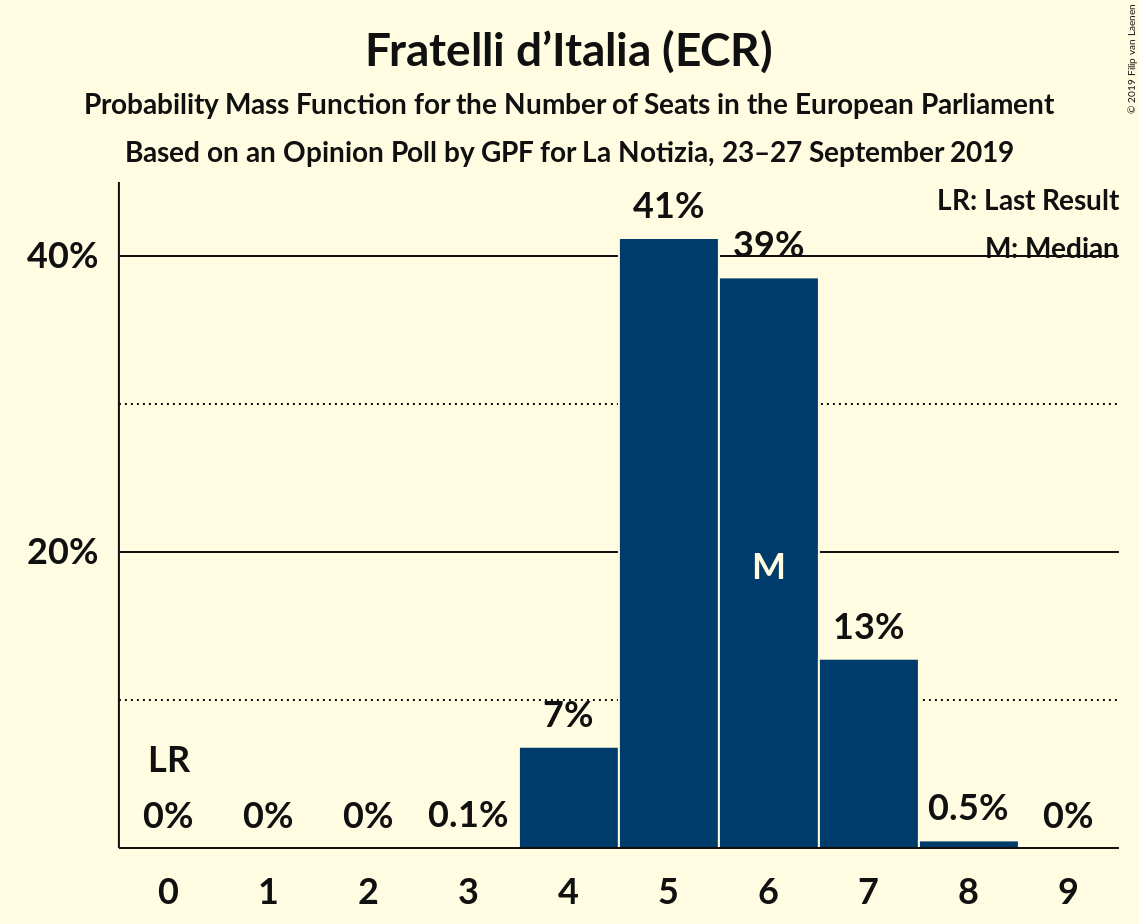 Fratelli d’Italia (ECR)
Probability Mass Function for the Number of Seats in the European Parliament
Based on an Opinion Poll by GPF for La Notizia, 23–27 September 2019
© 2019 Filip van Laenen
LR: Last Result
M: Median
41%
39%
40%
20%
M
13%
7%
LR
0%
0%
0%
0.1%
0.5%
0%
0
1
2
3
4
5
6
7
8
9